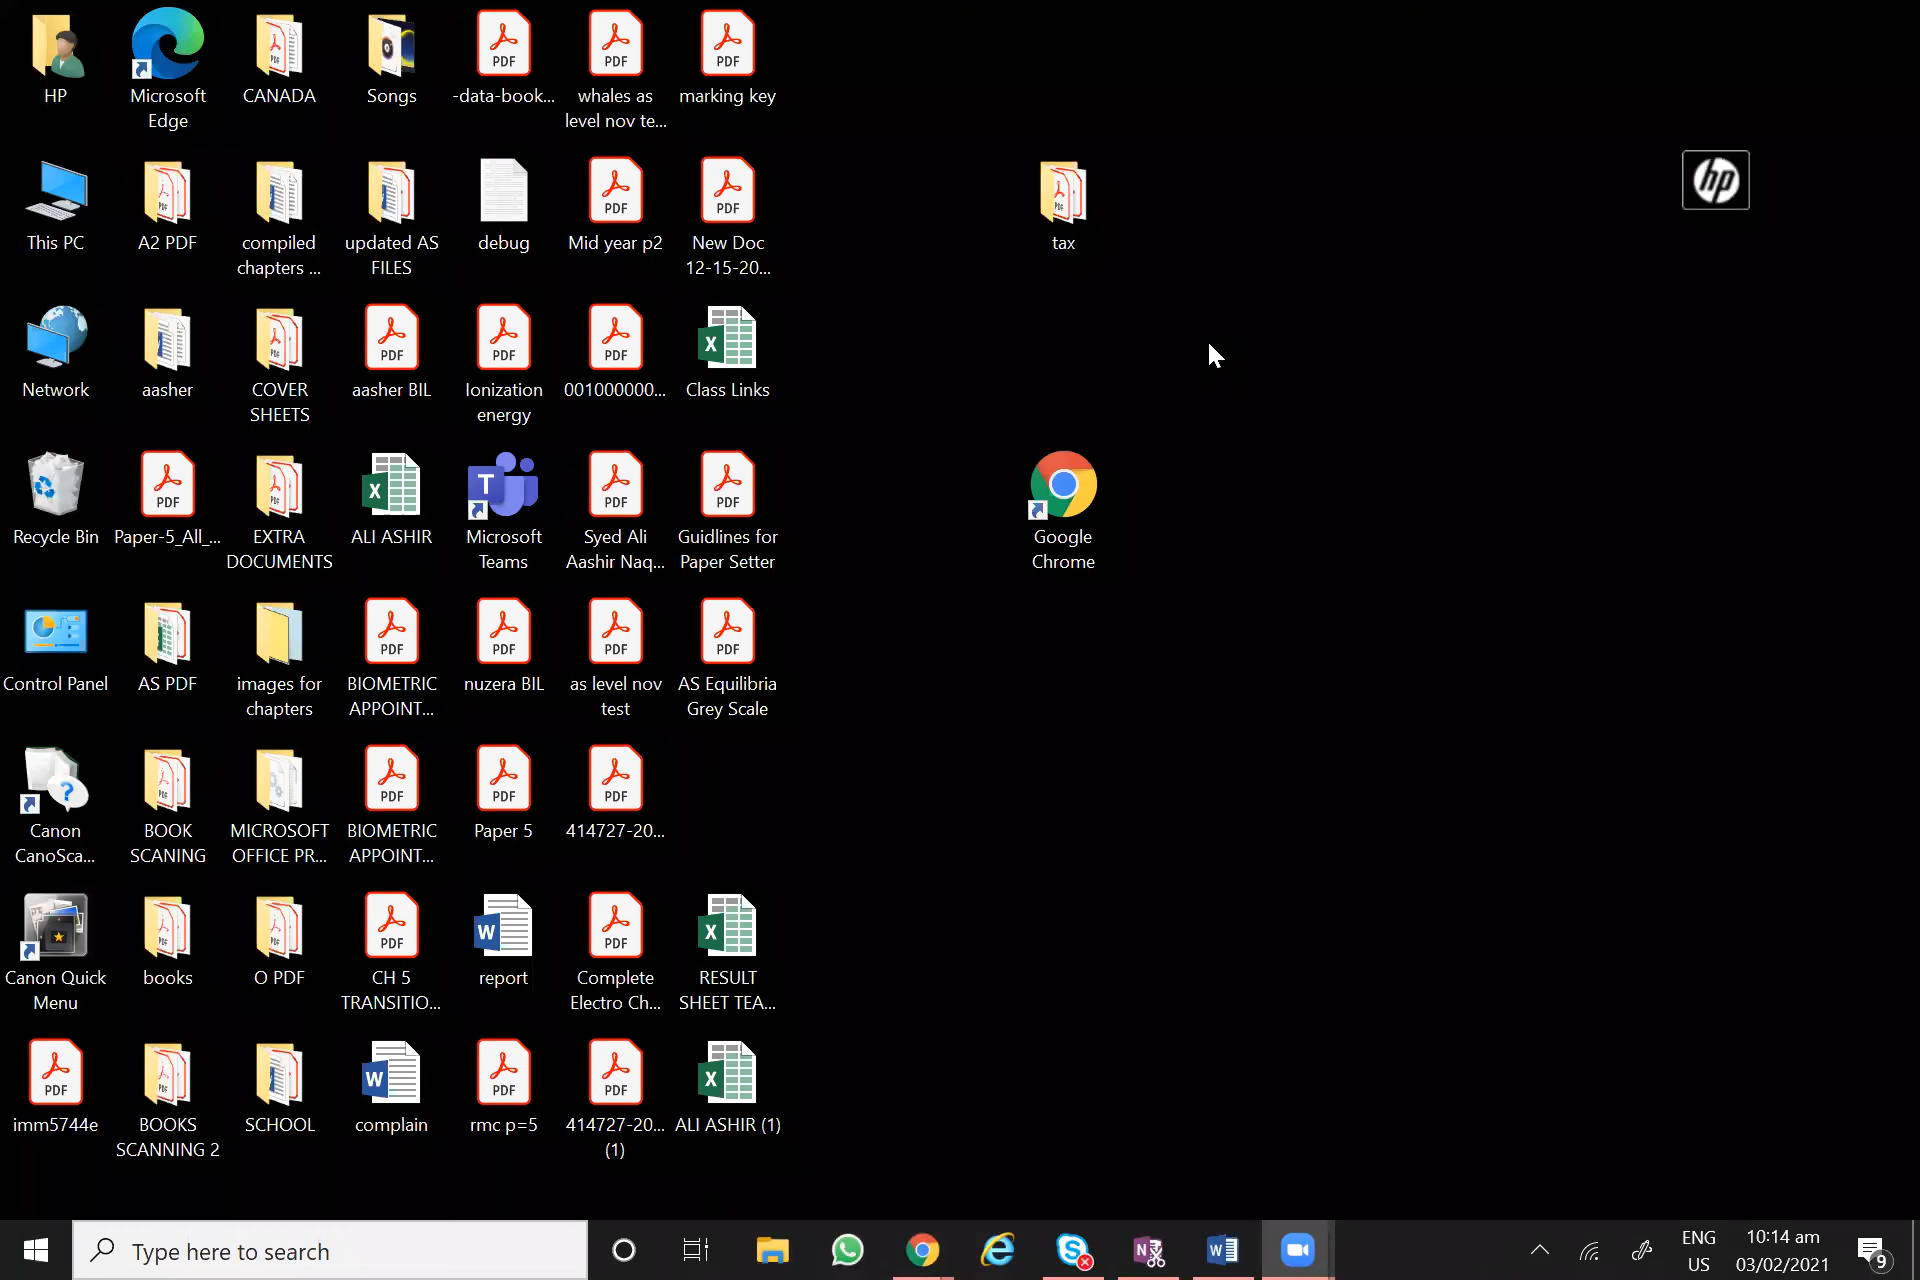 HP
Microsoft
Edge
CANADA
Songs
-data-book...
whales as
level nov te...
marking key
This PC
A2 PDF
compiled
chapters ...
updated AS
FILES
debug
Mid year p2
New Doc
12-15-20...
tax
hp
Network
aasher
COVER
SHEETS
aasher BIL
Ionization
energy
001000000...
Class Links
Recycle Bin
Paper-5_All_...
EXTRA
DOCUMENTS
ALI ASHIR
Microsoft
Teams
Syed Ali
Aashir Naq...
Guidlines for
Paper Setter
Google
Chrome
Control Panel
AS PDF
images for
chapters
BIOMETRIC
APPOINT...
nuzera BIL
as level nov
test
AS Equilibria
Grey Scale
Canon
CanoSca...
BOOK
SCANING
MICROSOFT
OFFICE PR...
BIOMETRIC
APPOINT...
Paper 5
414727-20...
Canon Quick
Menu
books
O PDF
CH 5
TRANSITIO...
report
Complete
Electro Ch...
RESULT
SHEET TEA...
imm5744e
BOOKS
SCANNING 2
SCHOOL
complain
rmc p=5
414727-20...
(1)
ALI ASHIR (1)
Type here to search
ENG
US
10:14 am
03/02/2021
9